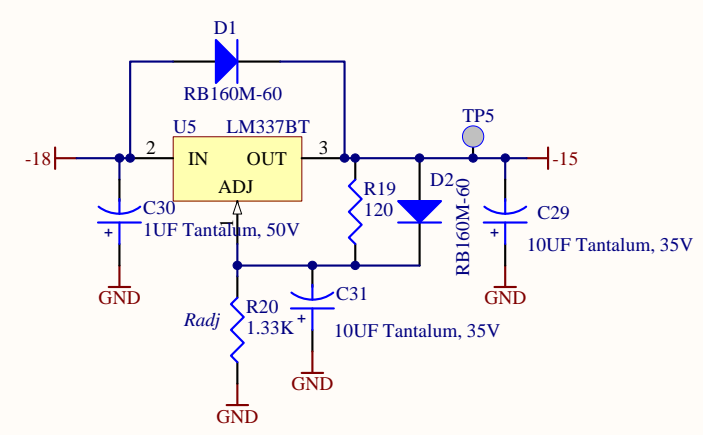 D1
RB160M-60
U5
LM337BT
TP5
-18
2
IN
OUT
3
-15
ADJ
1
C30
1UF Tantalum, 50V
R19
120
D2
RB160M-60
C29
10UF Tantalum, 35V
+
+
GND
GND
Radj
R20
1.33K
C31
+
10UF Tantalum, 35V
GND
GND